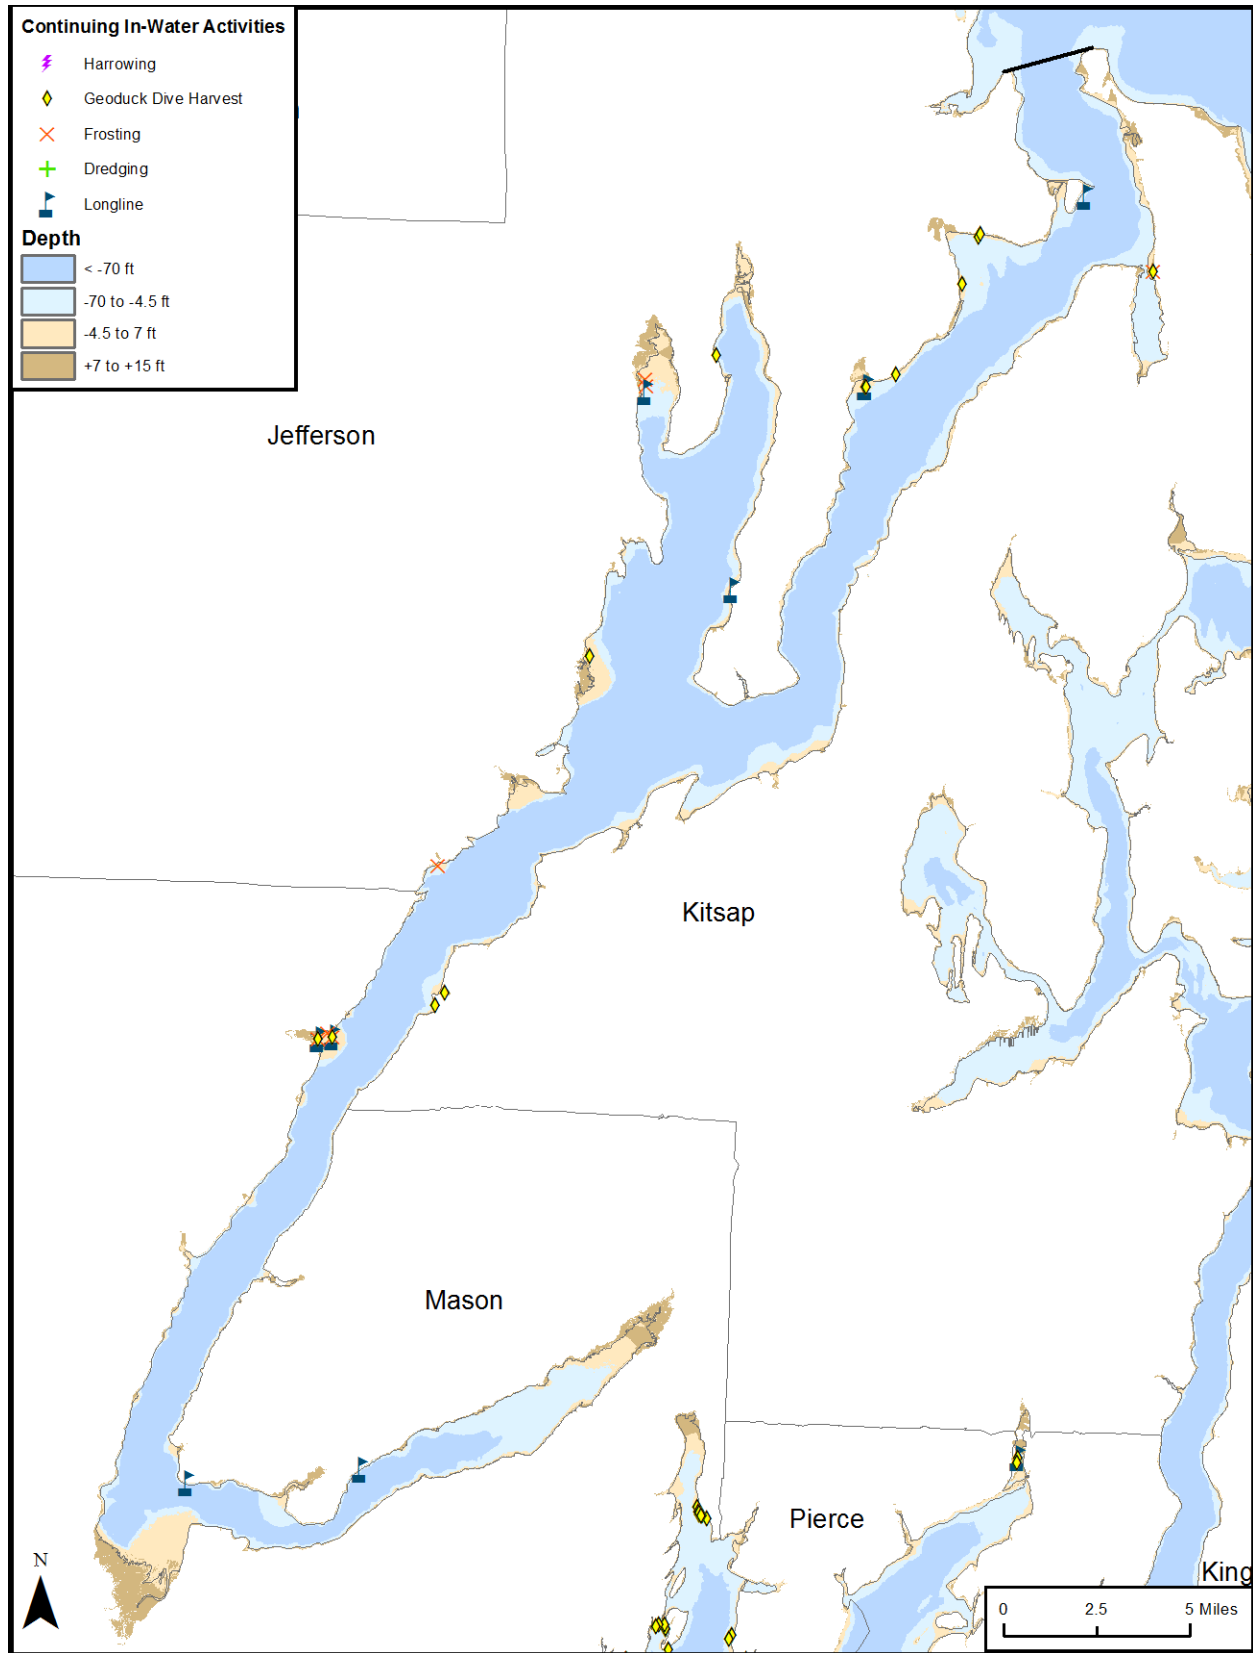 Continuing In-Water Activities
Harrowing
Geoduck Dive Harvest
Frosting
Dredging
Longline
Depth
< -70 ft
-70 to -4.5 ft
-4.5 to 7 ft
+7 to +15 ft
Jefferson
Kitsap
Mason
Pierce
King
N
0 2.5 5 Miles